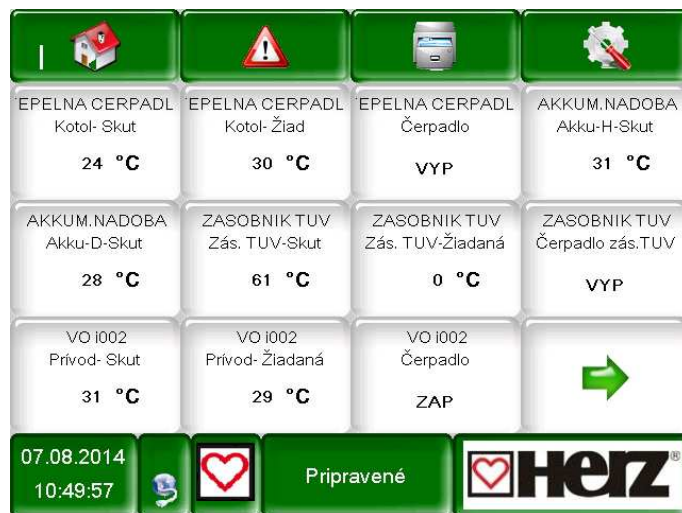 EPELNA CERPADL
Kotol- Skut
24 °C
EPELNA CERPADL
Kotol- Žiad
30 °C
EPELNA CERPADL
Čerpadlo
VYP
AKKUM.NADOBA
Akku-H-Skut
31 °C
AKKUM.NADOBA
Akku-D-Skut
28 °C
ZASOBNIK TUV
Zás. TUV-Skut
61 °C
ZASOBNIK TUV
Zás. TUV-Žiadaná
0 °C
ZASOBNIK TUV
Čerpadlo zás.TUV
VYP
VO i002
Prívod- Skut
31 °C
VO i002
Prívod- Žiadaná
29 °C
VO i002
Čerpadlo
ZAP
07.08.2014
10:49:57
Pripravené
Herz®